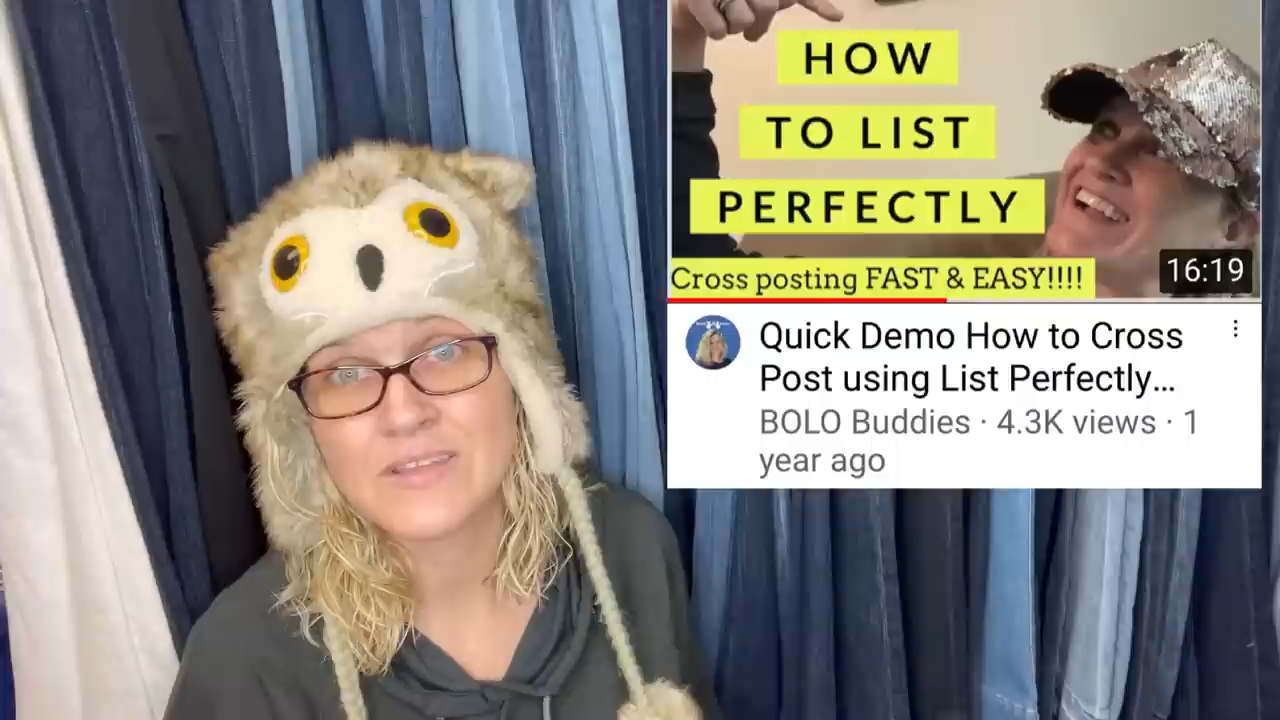 HOW
TO LIST
PERFECTLY
Cross posting FAST & EASY!!!!
16:19
Quick Demo How to Cross
Post using List Perfectly...
BOLO Buddies · 4.3K views · 1
year ago